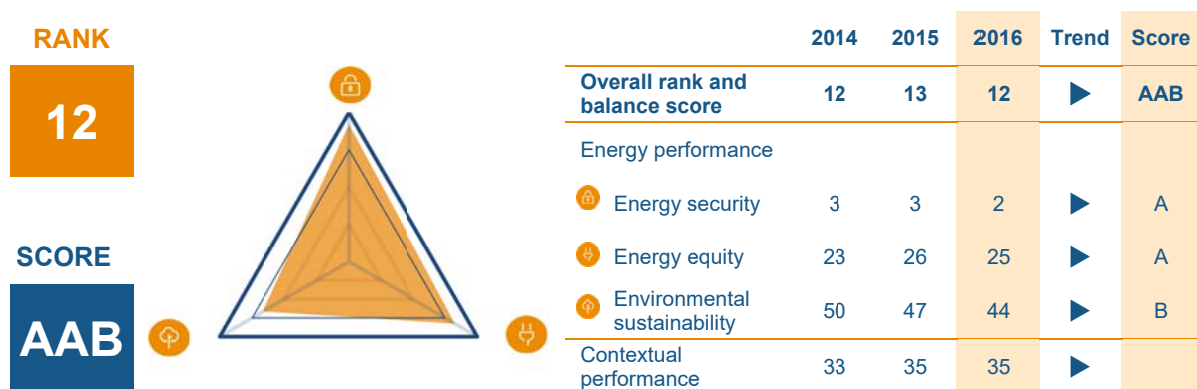 RANK
12
SCORE
AAB
2014 2015 2016 Trend Score
Overall rank and
balance score 12 13 12 AAB
Energy performance
Energy security 3 3 2 A
Energy equity 23 26 25 A
Environmental
sustainability 50 47 44 B
Contextual
performance 33 35 35